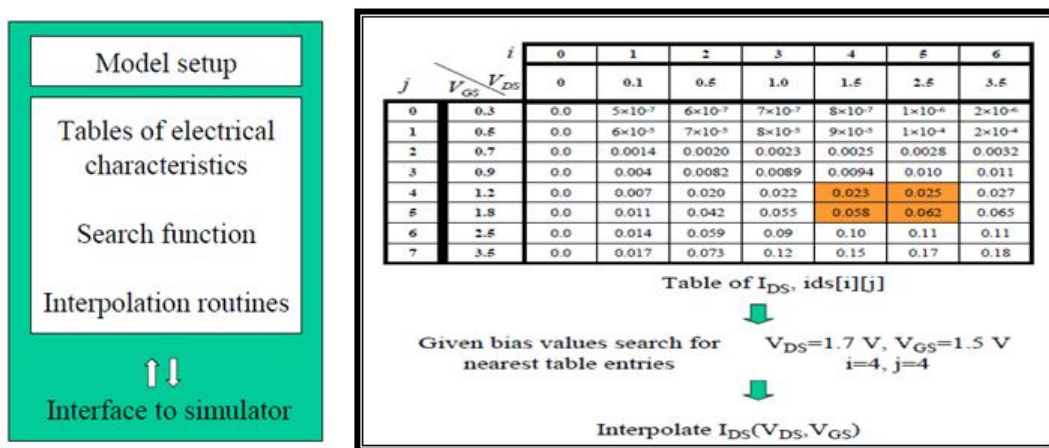 Model setup
Tables of electrical
characteristics
Search function
Interpolation routines
Interface to simulator
i 0 1 2 3 4 5 6
j V_GS V_DS 0 0.1 0.5 1.0 1.5 2.5 3.5
0 0.3 0.0 5×10⁻⁷ 6×10⁻⁷ 7×10⁻⁷ 8×10⁻⁷ 1×10⁻⁶ 2×10⁻⁶
1 0.5 0.0 6×10⁻⁵ 7×10⁻⁵ 8×10⁻⁵ 9×10⁻⁵ 1×10⁻⁴ 2×10⁻⁴
2 0.7 0.0 0.0014 0.0020 0.0023 0.0025 0.0028 0.0032
3 0.9 0.0 0.004 0.0082 0.0089 0.0094 0.010 0.011
4 1.2 0.0 0.007 0.020 0.022 0.023 0.025 0.027
5 1.8 0.0 0.011 0.042 0.055 0.058 0.062 0.065
6 2.5 0.0 0.014 0.059 0.09 0.10 0.11 0.11
7 3.5 0.0 0.017 0.073 0.12 0.15 0.17 0.18
Table of I_DS, ids[i][j]
Given bias values search for V_DS=1.7 V, V_GS=1.5 V
nearest table entries i=4, j=4
Interpolate I_DS(V_DS,V_GS)